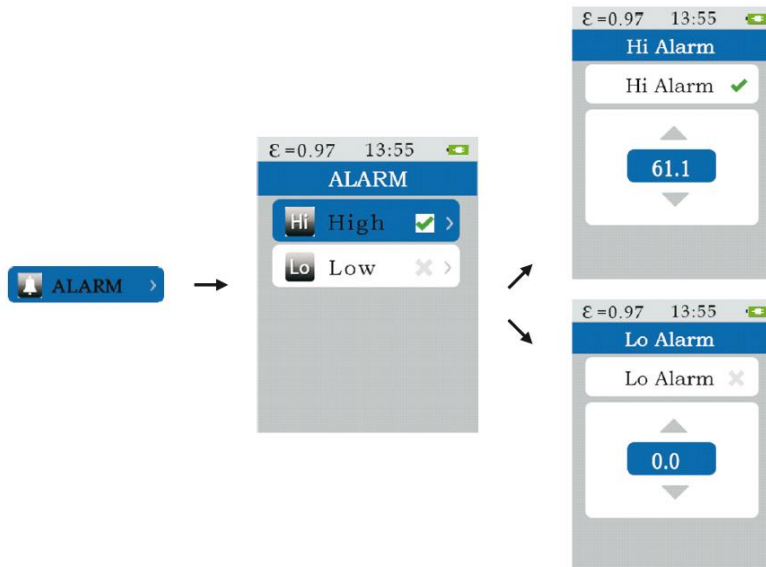 ALARM
ε=0.97 13:55
ALARM
Hi High
Lo Low
ε=0.97 13:55
Hi Alarm
Hi Alarm
61.1
ε=0.97 13:55
Lo Alarm
Lo Alarm
0.0